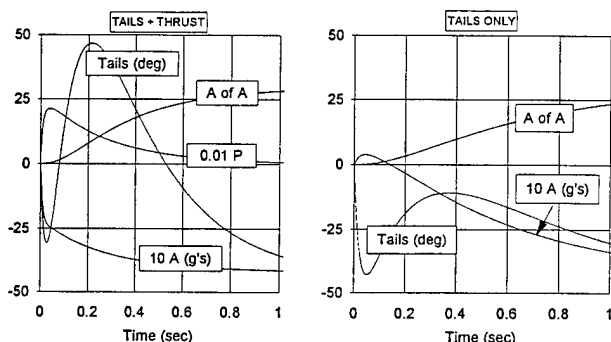 TAILS + THRUST
50
25
0
-25
-50
Tails (deg)
A of A
0.01 P
10 A (g's)
0 0.2 0.4 0.6 0.8 1
Time (sec)
TAILS ONLY
50
25
0
-25
-50
A of A
10 A (g's)
Tails (deg)
0 0.2 0.4 0.6 0.8 1
Time (sec)